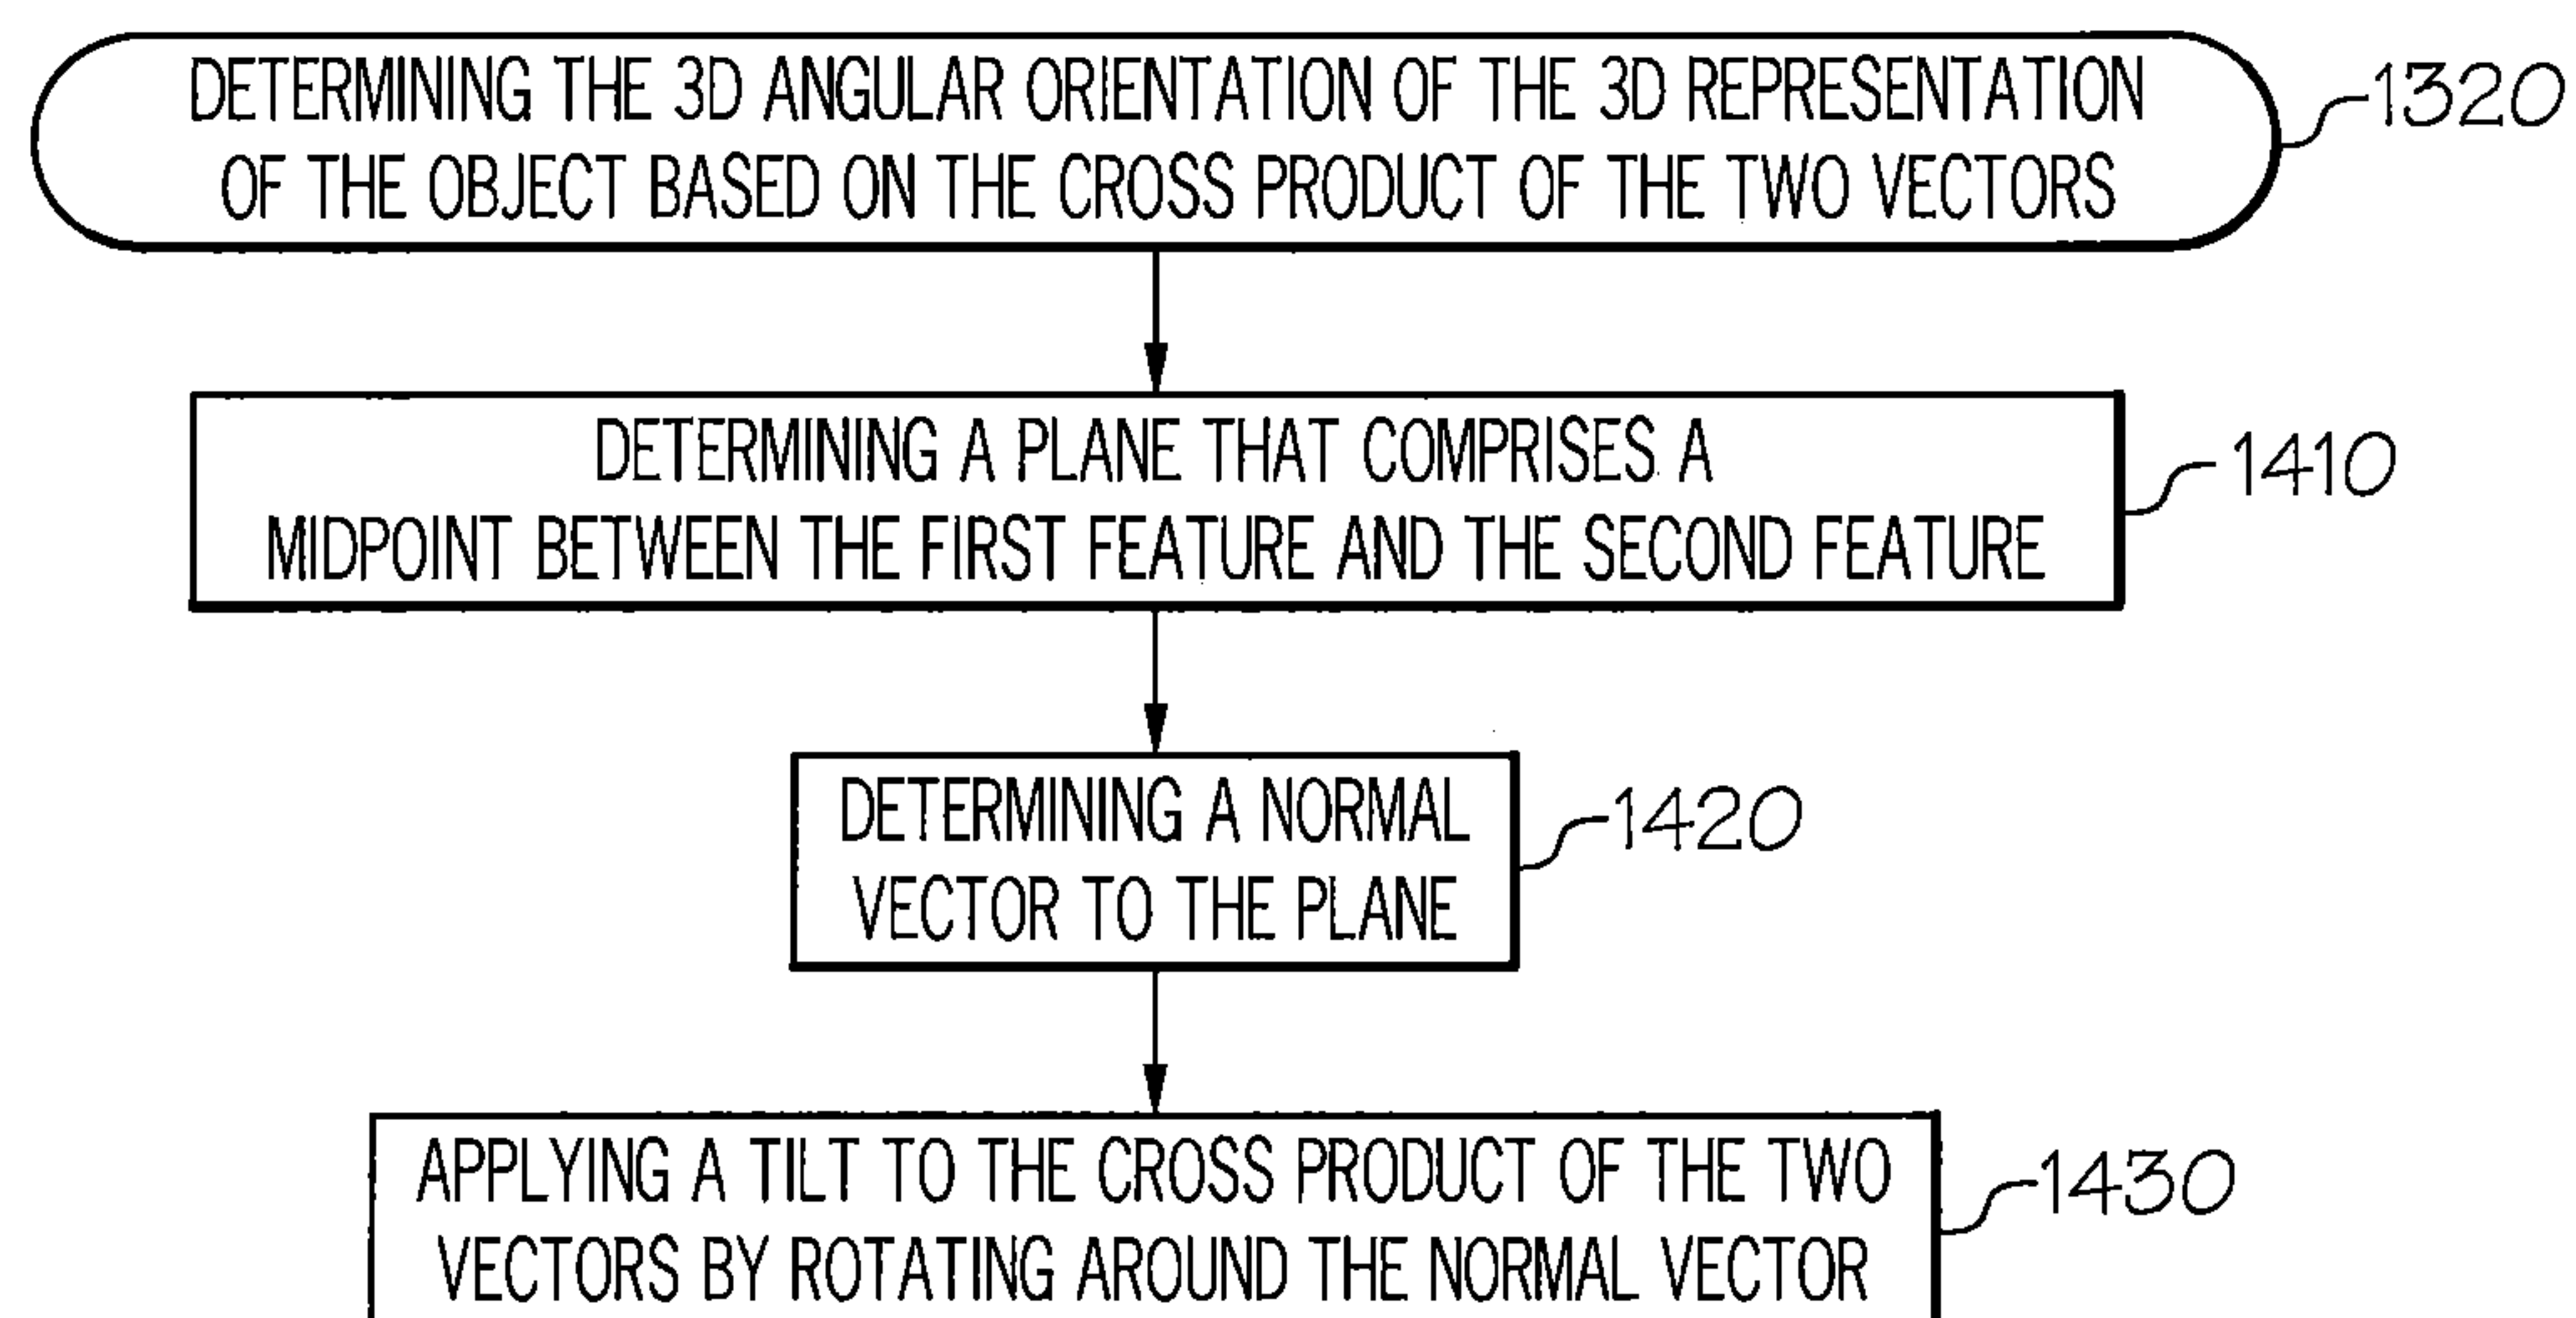 DETERMINING THE 3D ANGULAR ORIENTATION OF THE 3D REPRESENTATION
OF THE OBJECT BASED ON THE CROSS PRODUCT OF THE TWO VECTORS
1320
DETERMINING A PLANE THAT COMPRISES A
MIDPOINT BETWEEN THE FIRST FEATURE AND THE SECOND FEATURE
1410
DETERMINING A NORMAL
VECTOR TO THE PLANE
1420
APPLYING A TILT TO THE CROSS PRODUCT OF THE TWO
VECTORS BY ROTATING AROUND THE NORMAL VECTOR
1430